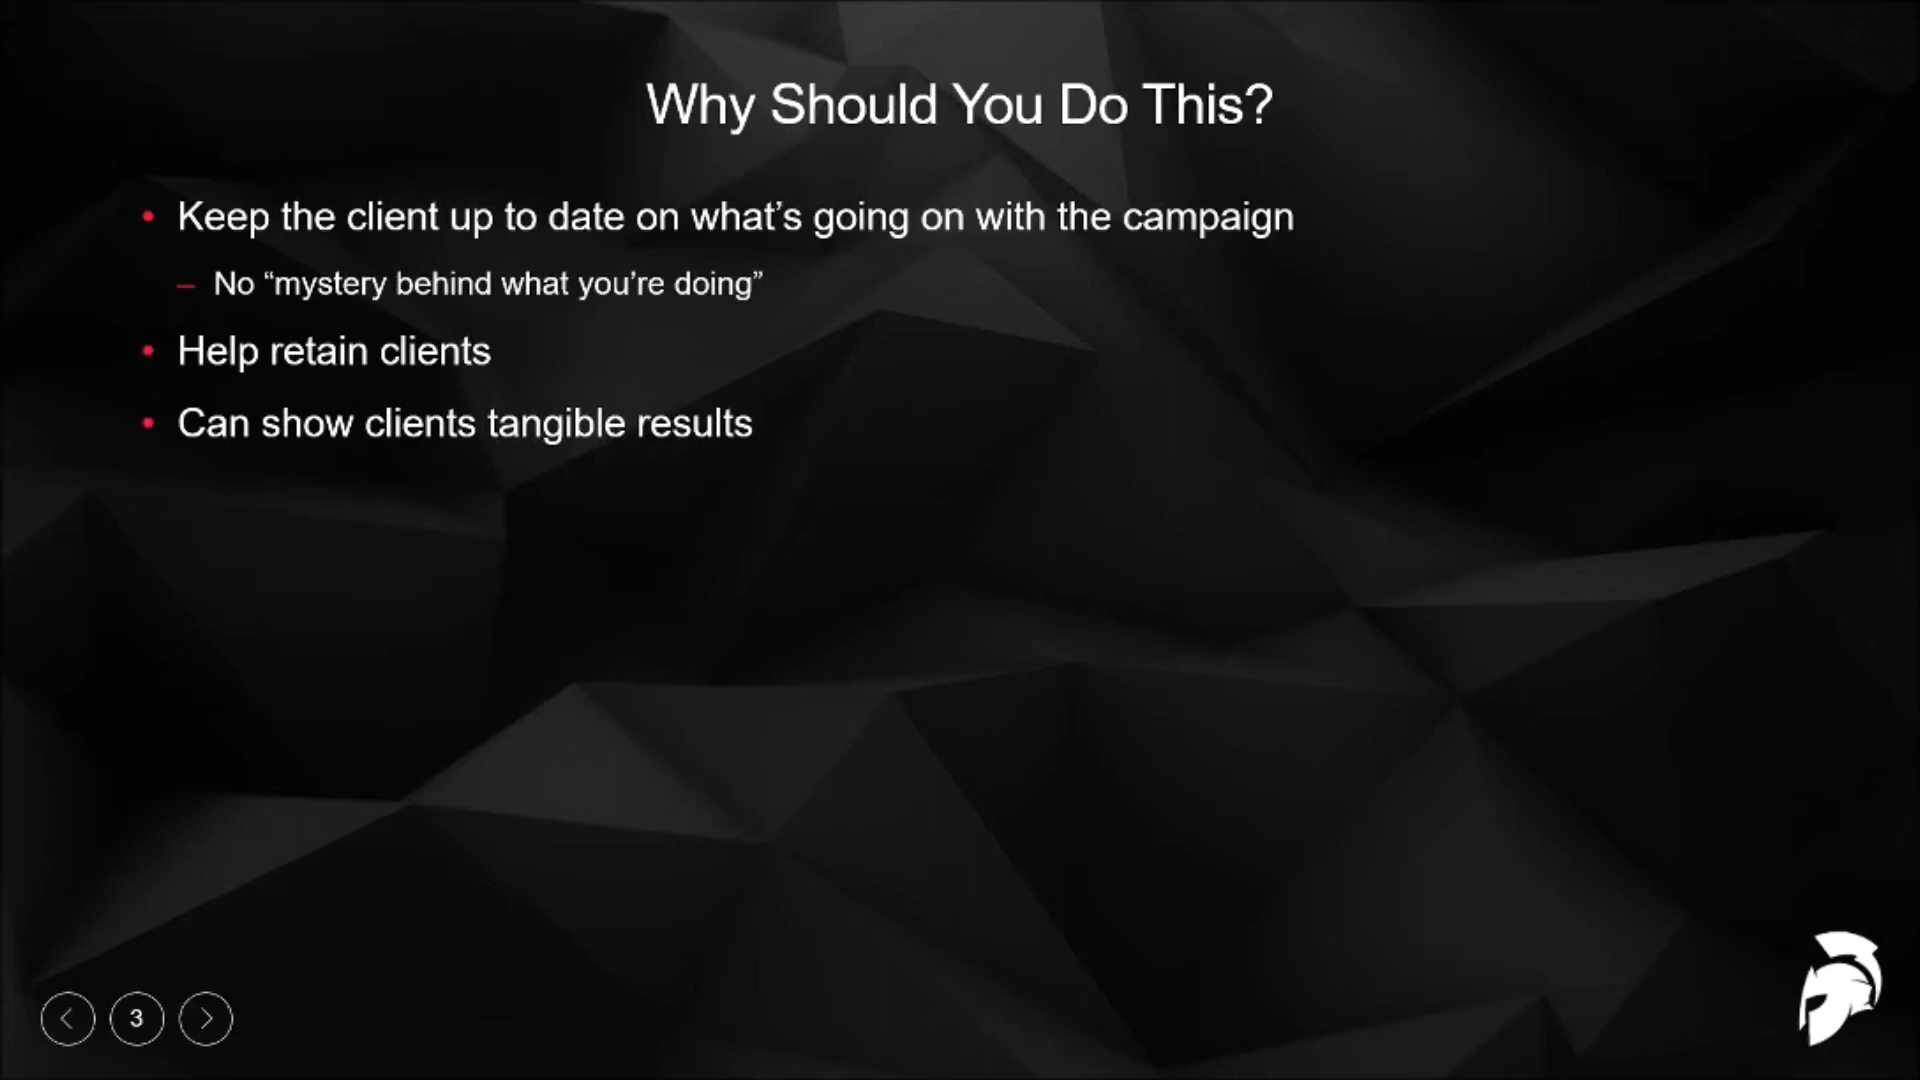 Why Should You Do This?
• Keep the client up to date on what’s going on with the campaign
– No “mystery behind what you’re doing”
• Help retain clients
• Can show clients tangible results
3